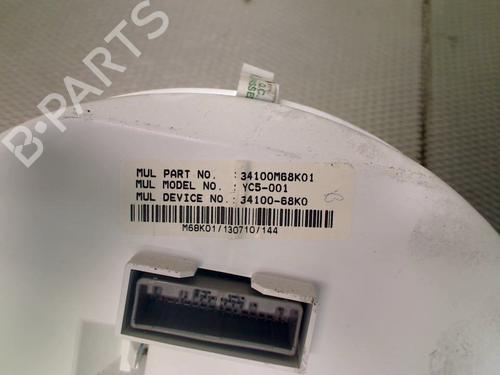 B-PARTS
Q.C.
MUL PART NO. :34100M68K01
MUL MODEL NO.: YC5-001
MUL DEVICE NO.:34100-68K0
M68K01/130710/144